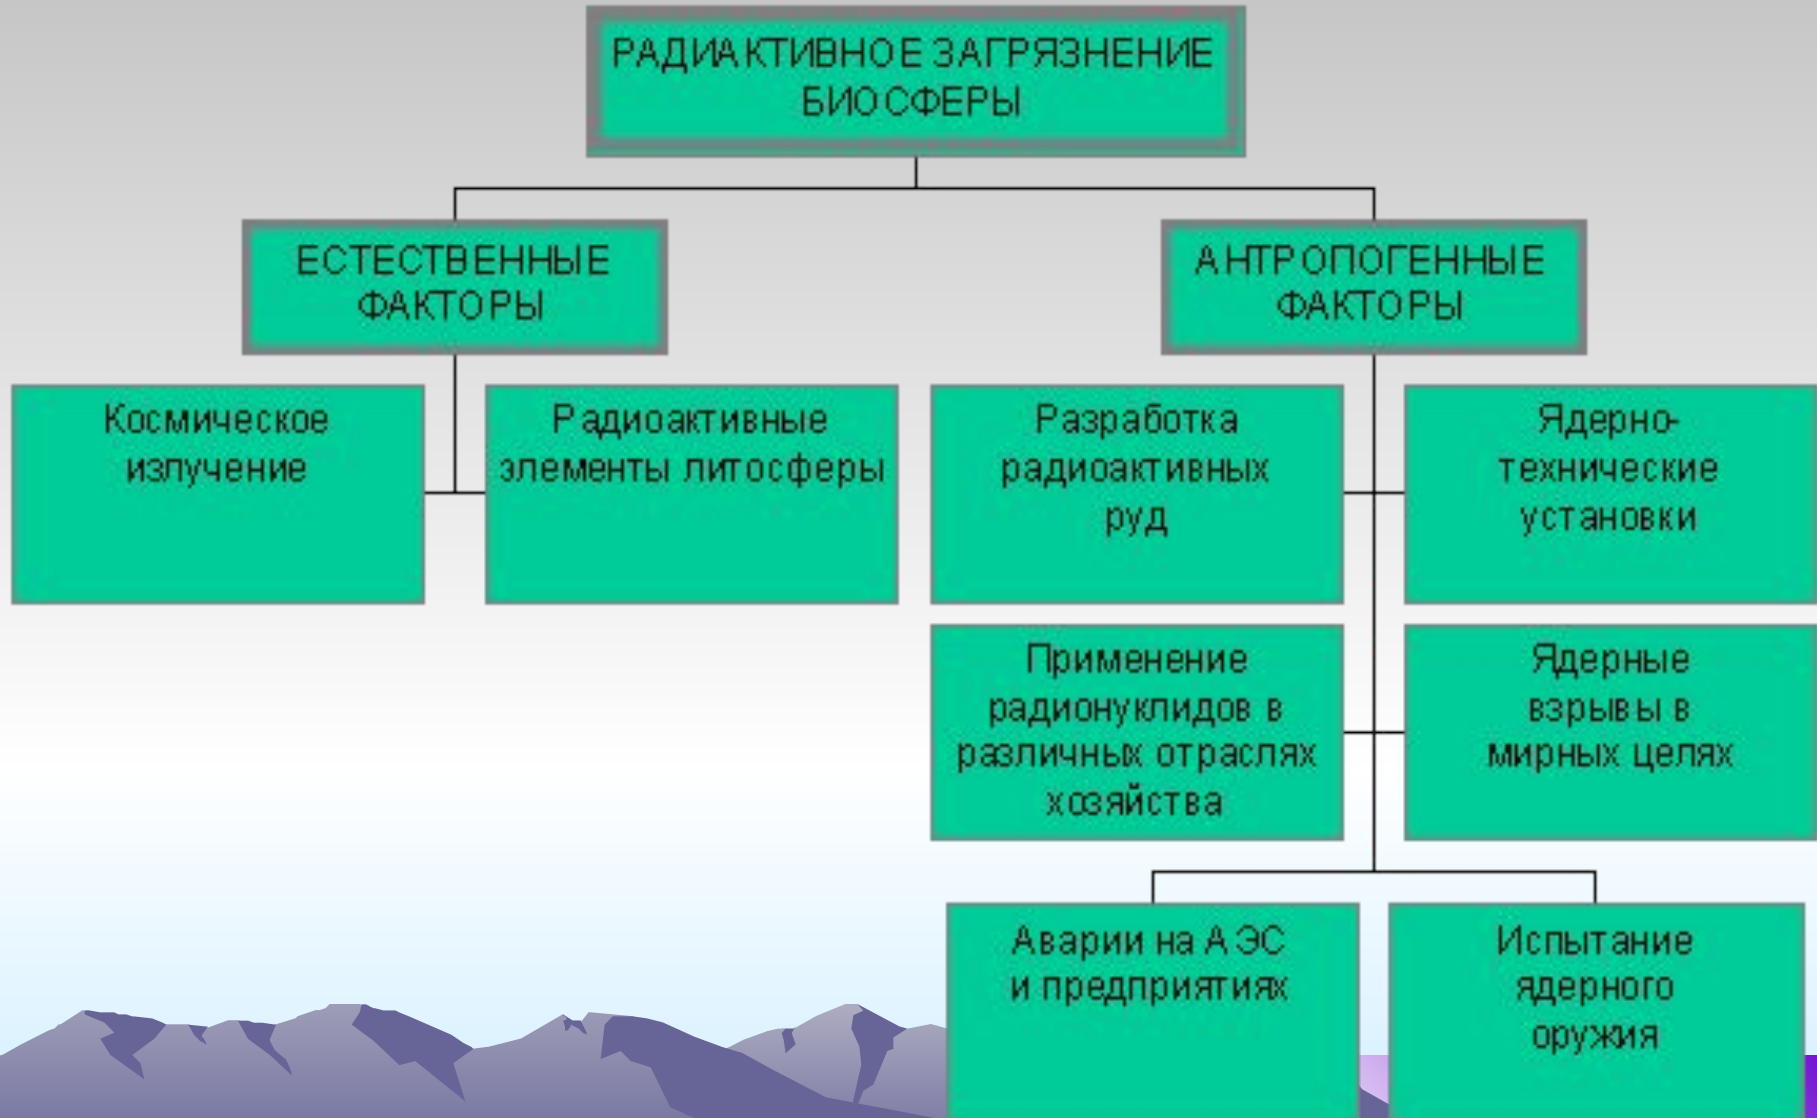 РАДИАКТИВНОЕ ЗАГРЯЗНЕНИЕ
БИОСФЕРЫ
ЕСТЕСТВЕННЫЕ
ФАКТОРЫ
АНТРОПОГЕННЫЕ
ФАКТОРЫ
Космическое
излучение
Радиоактивные
элементы литосферы
Разработка
радиоактивных
руд
Ядерно-
технические
установки
Применение
радионуклидов в
различных отраслях
хозяйства
Ядерные
взрывы в
мирных целях
Аварии на АЭС
и предприятиях
Испытание
ядерного
оружия